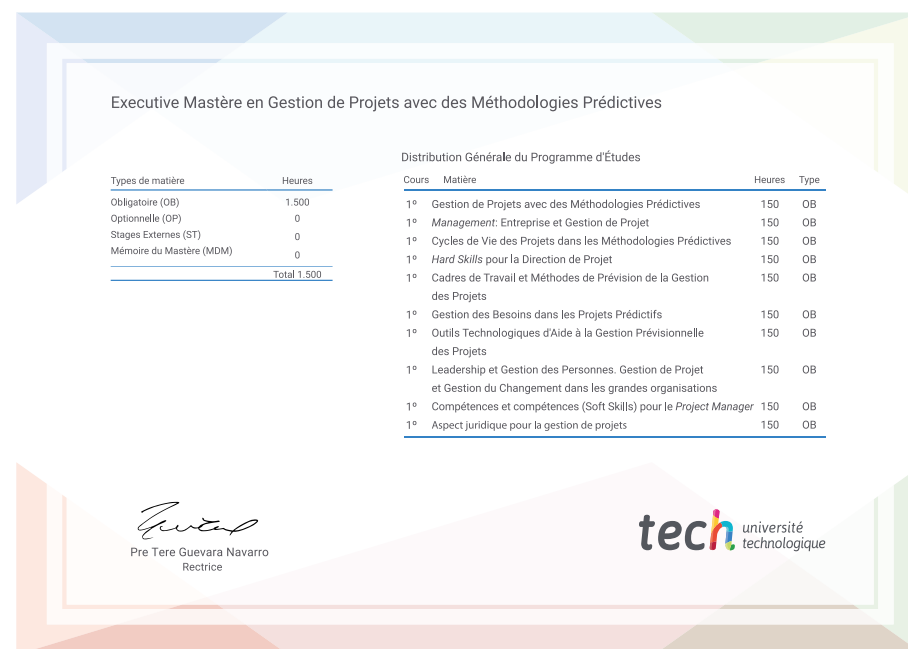 Executive Mastère en Gestion de Projets avec des Méthodologies Prédictives
Types de matière Heures
Obligatoire (OB) 1.500
Optionnelle (OP) 0
Stages Externes (ST) 0
Mémoire du Mastère (MDM) 0
Total 1.500
Distribution Générale du Programme d'Études
Cours Matière Heures Type
1º Gestion de Projets avec des Méthodologies Prédictives 150 OB
1º Management: Entreprise et Gestion de Projet 150 OB
1º Cycles de Vie des Projets dans les Méthodologies Prédictives 150 OB
1º Hard Skills pour la Direction de Projet 150 OB
1º Cadres de Travail et Méthodes de Prévision de la Gestion 150 OB
des Projets
1º Gestion des Besoins dans les Projets Prédictifs 150 OB
1º Outils Technologiques d'Aide à la Gestion Prévisionnelle 150 OB
des Projets
1º Leadership et Gestion des Personnes. Gestion de Projet 150 OB
et Gestion du Changement dans les grandes organisations
1º Compétences et compétences (Soft Skills) pour le Project Manager 150 OB
1º Aspect juridique pour la gestion de projets 150 OB
Pre Tere Guevara Navarro
Rectrice
tech université
technologique